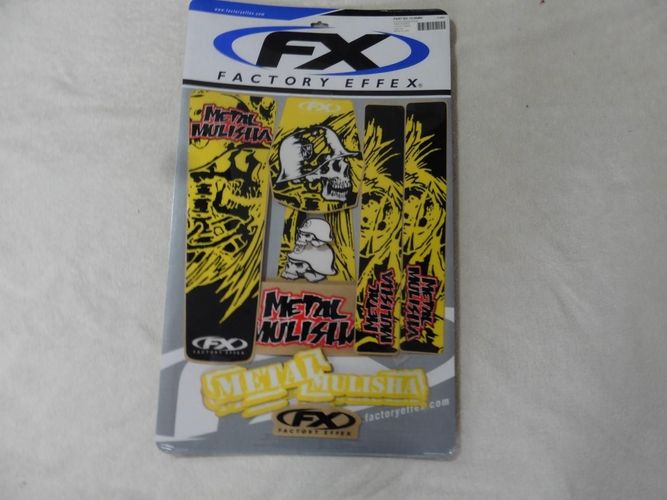 www.factoryeffex.com
FX
FACTORY EFFEX®
METAL
MULISHA
FX
METAL
MULISHA
METAL
MULISHA
METAL
MULISHA
FX
FACTORY EFFEX
METAL MULISHA
factoryeffex.com
FX
FACTORY EFFEX